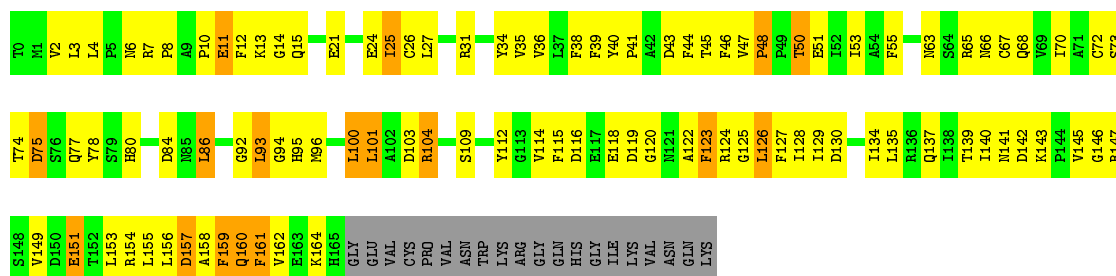 T0 M1 V2 L3 L4 P5 N6 R7 P8 A9 P10 E11 F12 K13 G14 Q15 E21 E24 I25 C26 L27 R31 Y34 V35 V36 L37 F38 F39 Y40 P41 A42 D43 F44 T45 F46 V47 P48 P49 T50 E51 I52 I53 A54 F55 N63 S64 R65 N66 C67 Q68 V69 I70 A71 C72 S73
T74 D75 S76 Q77 Y78 S79 H80 D84 N85 L86 G92 L93 G94 H95 M96 L100 L101 A102 D103 R104 S109 Y112 G113 V114 F115 D116 E117 E118 D119 G120 N121 A122 F123 R124 G125 L126 F127 I128 I129 D130 I134 L135 R136 Q137 I138 T139 I140 N141 D142 K143 P144 V145 G146 R147
S148 V149 D150 E151 T152 L153 R154 L155 L156 D157 A158 F159 Q160 F161 V162 E163 K164 H165 GLY GLU VAL CYS PRO VAL ASN TRP LYS ARG GLY GLN HIS GLY ILE LYS VAL ASN GLN LYS